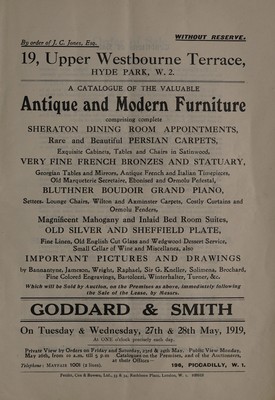 By order of J. C. Jones, Esq.
WITHOUT RESERVE.
19, Upper Westbourne Terrace,
HYDE PARK, W. 2.
A CATALOGUE OF THE VALUABLE
Antique and Modern Furniture
comprising complete
SHERATON DINING ROOM APPOINTMENTS,
Rare and Beautiful PERSIAN CARPETS,
Exquisite Cabinets, Tables and Chairs in Satinwood,
VERY FINE FRENCH BRONZES AND STATUARY,
Georgian Tables and Mirrors, Antique French and Italian Timepieces,
Old Marqueterie Secretaire, Ebonised and Ormolu Pedestal,
BLUTHNER BOUDOIR GRAND PIANO,
Settees, Lounge Chairs, Wilton and Axminster Carpets, Costly Curtains and
Ormolu Fenders,
Magnificent Mahogany and Inlaid Bed Room Suites,
OLD SILVER AND SHEFFIELD PLATE,
Fine Linen, Old English Cut Glass and Wedgwood Dessert Service,
Small Cellar of Wine and Miscellanea, also
IMPORTANT PICTURES AND DRAWINGS
by Bannamyne, Jameson, Wright, Raphael, Sir G. Kneller, Solimene, Brochard,
Fine Colored Engravings, Bartolozzi, Winterhalter, Turner, &c.
Which will be Sold by Auction, on the Premises as above, immediately following
the Sale of the Lease, by Messrs.
GODDARD & SMITH
On Tuesday & Wednesday, 27th & 28th May, 1919,
At ONE o'clock precisely each day.
Private View by Orders on Friday and Saturday, 23rd & 24th May. Public View Monday,
May 26th, from 10 a.m. till 5 p.m. Catalogues on the Premises, and of the Auctioneers,
at their Offices—
Telephone: MAYFAIR
196, PICCADILLY, W. 1.